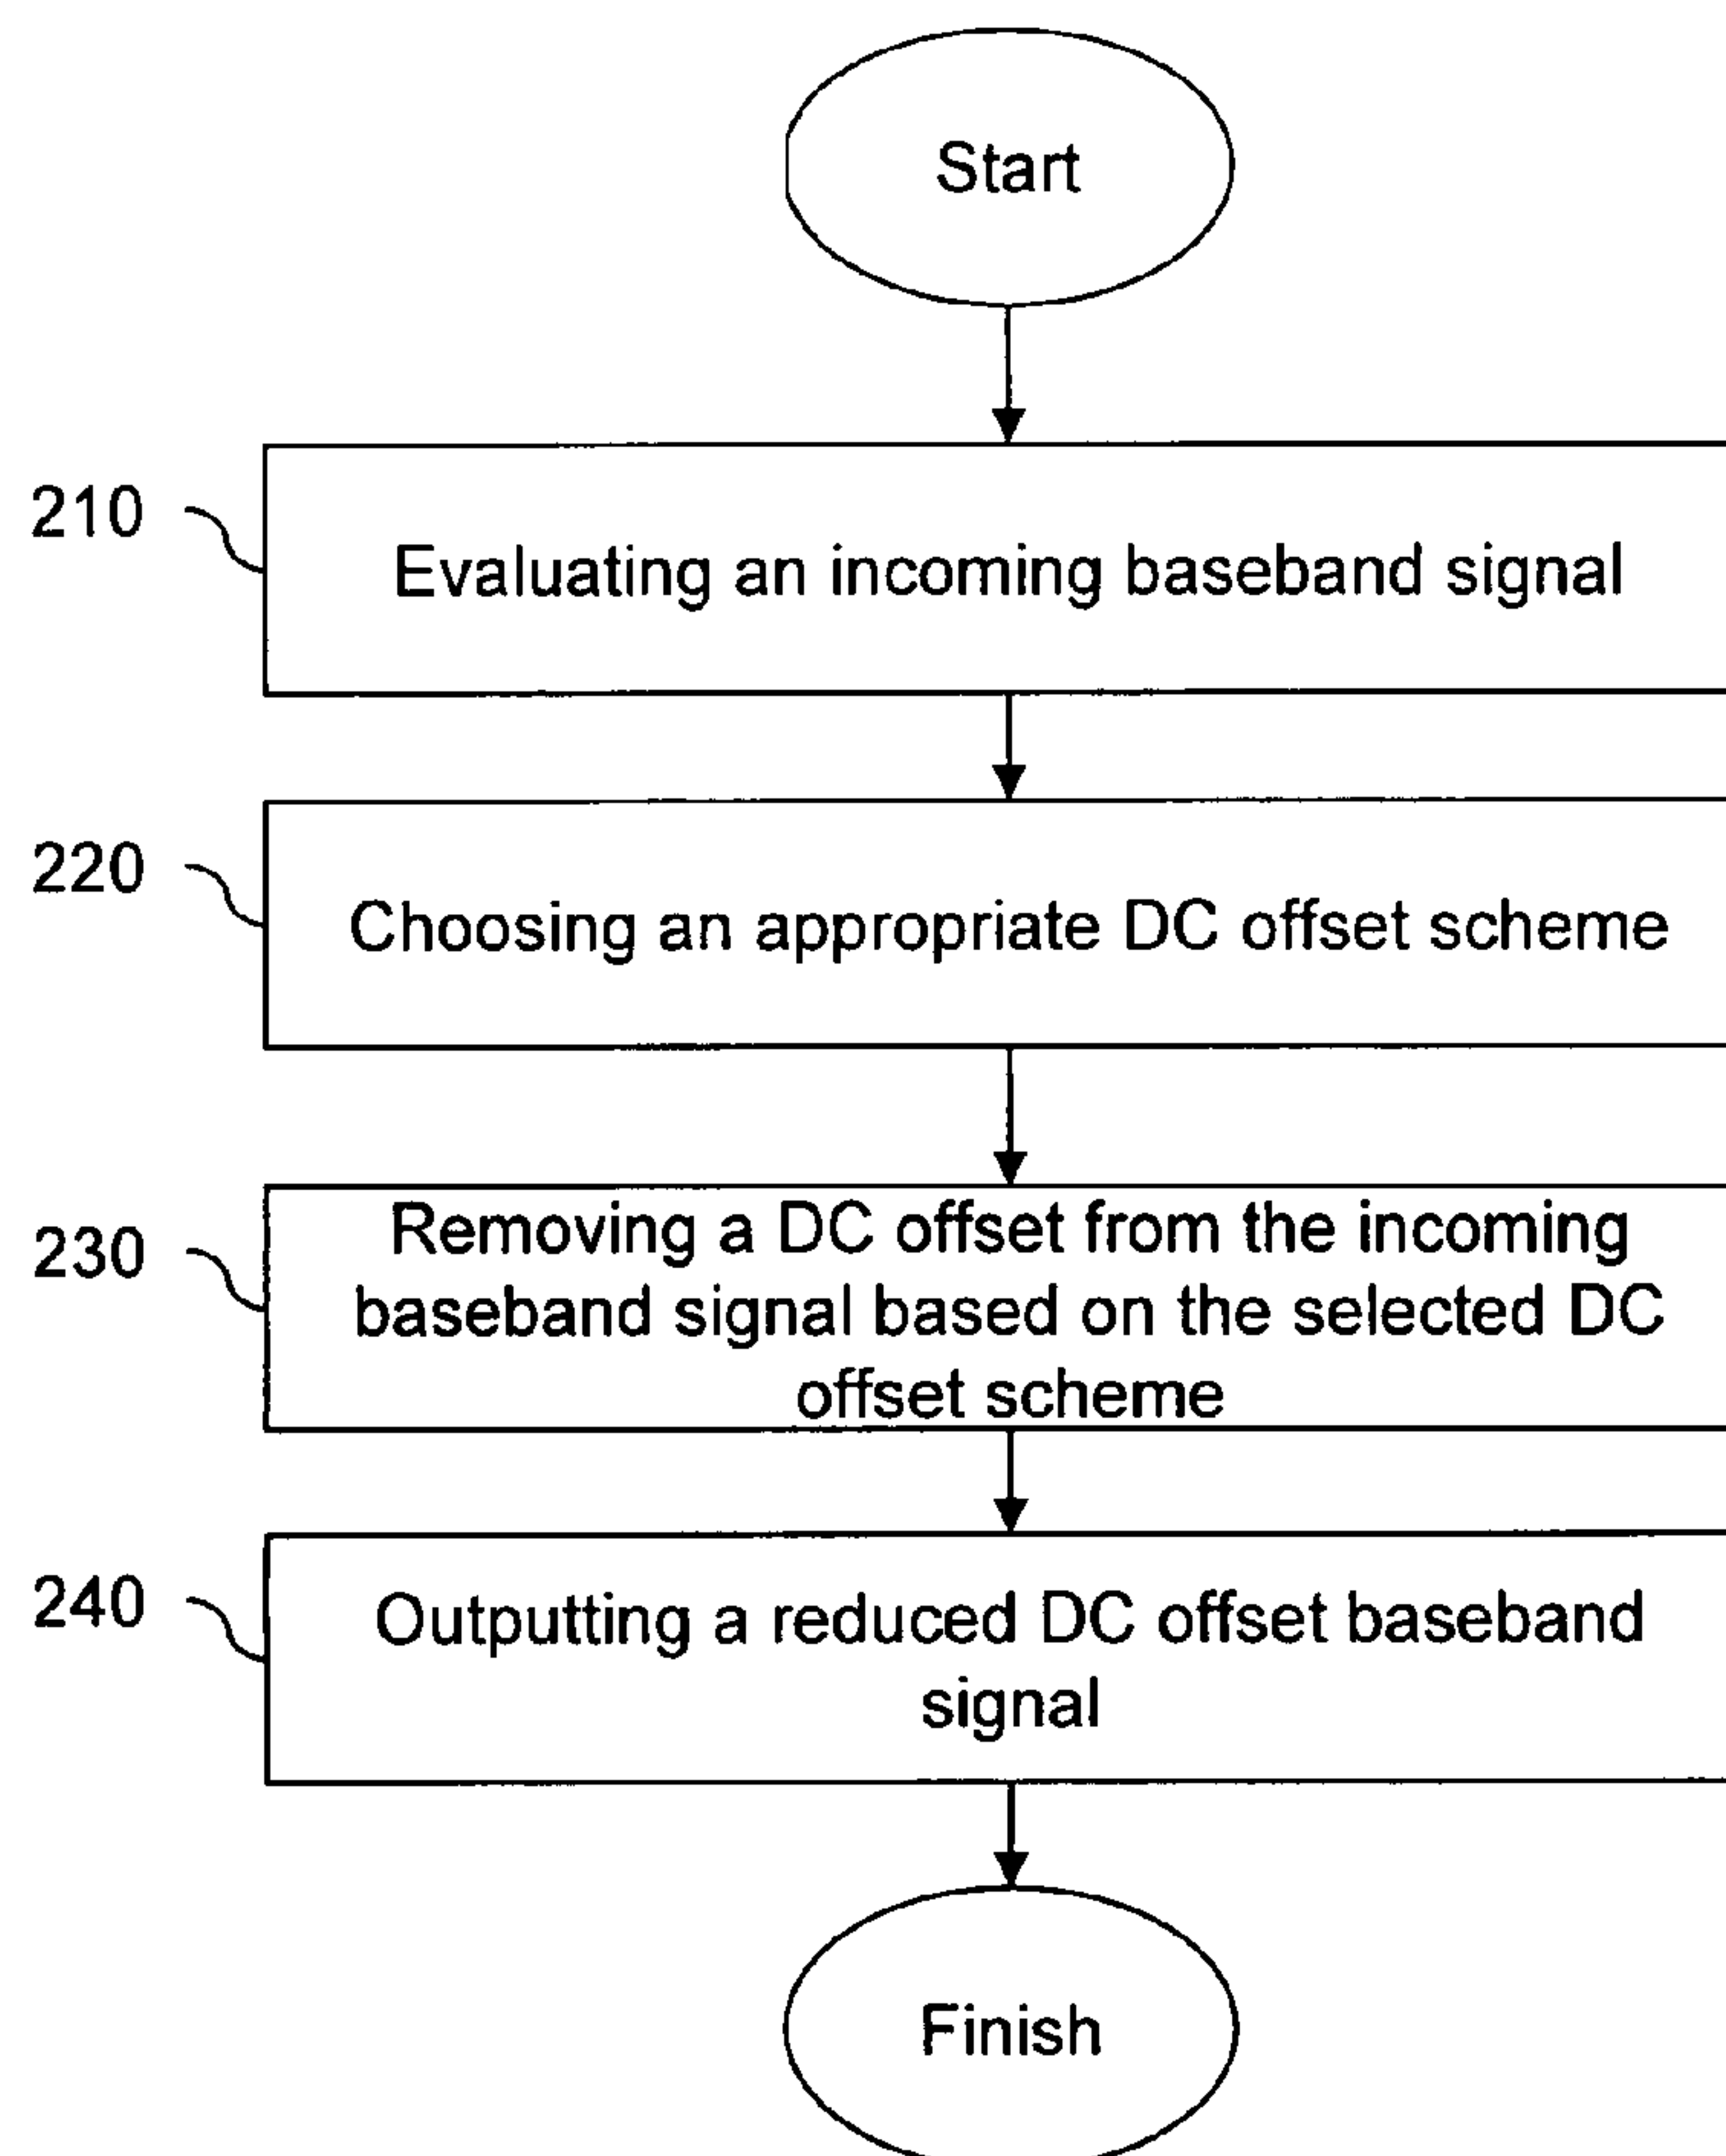 Start
210
Evaluating an incoming baseband signal
220
Choosing an appropriate DC offset scheme
230
Removing a DC offset from the incoming
baseband signal based on the selected DC
offset scheme
240
Outputting a reduced DC offset baseband
signal
Finish